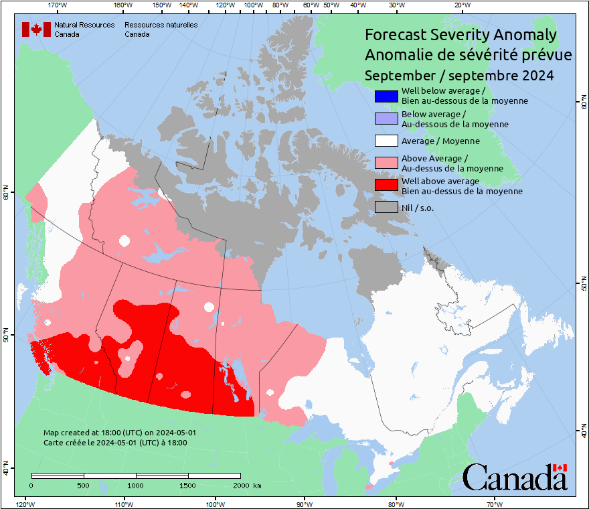 170°W 160°W 150°W 140°W 130°W 120°W 110°W 100°W 90°W 80°W 70°W 60°W 50°W 40°W 30°W 20°W
Natural Resources Ressources naturelles
Canada Canada
Forecast Severity Anomaly
Anomalie de sévérité prévue
September / septembre 2024
Well below average /
Bien au-dessous de la moyenne
Below average /
Au-dessous de la moyenne
Average / Moyenne
Above Average /
Au-dessus de la moyenne
Well above average
Bien au-dessus de la moyenne
Nil / s.o.
60°N
60°N
50°N
50°N
40°N
40°N
Map created at 18:00 (UTC) on 2024-05-01
Carte créée le 2024-05-01 (UTC) à 18:00
0 500 1000 1500 2000 km
Canada
120°W 110°W 100°W 90°W 80°W 70°W